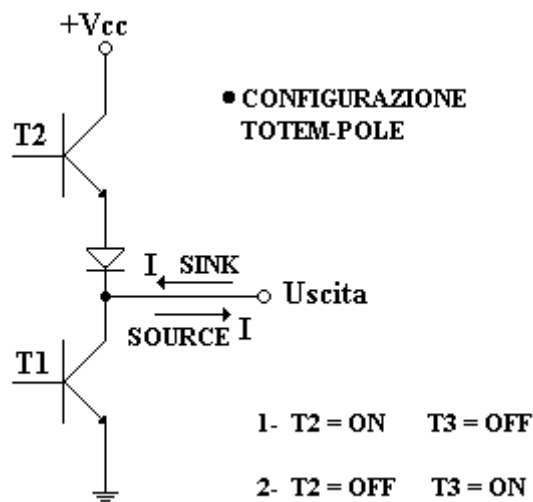 +Vcc
• CONFIGURAZIONE
TOTEM-POLE
T2
I SINK
Uscita
SOURCE I
T1
1- T2 = ON T3 = OFF
2- T2 = OFF T3 = ON